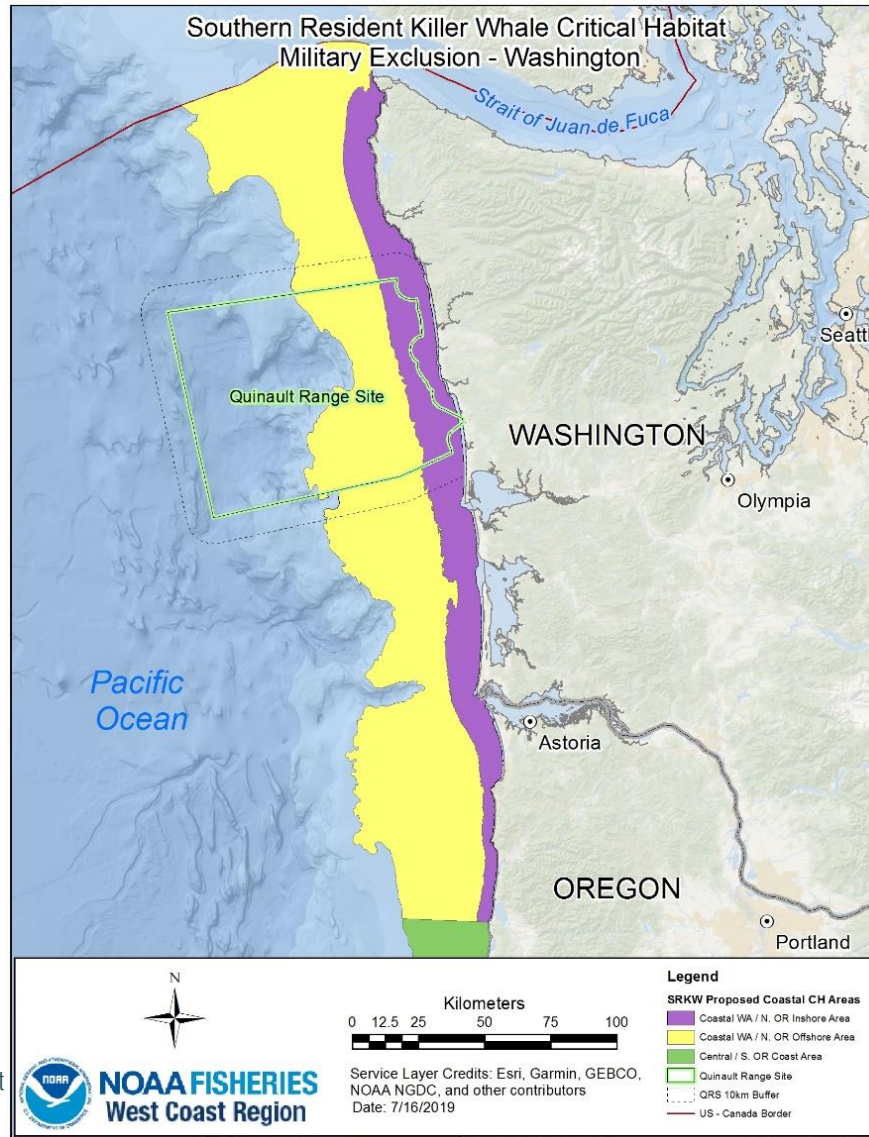 Southern Resident Killer Whale Critical Habitat
Military Exclusion - Washington
Strait of Juan de Fuca
Seattl
Quinault Range Site
WASHINGTON
Olympia
Pacific
Ocean
Astoria
OREGON
Portland
N
Kilometers
0 12.5 25 50 75 100
Service Layer Credits: Esri, Garmin, GEBCO,
NOAA NGDC, and other contributors
Date: 7/16/2019
Legend
SRKW Proposed Coastal CH Areas
Coastal WA / N. OR Inshore Area
Coastal WA / N. OR Offshore Area
Central / S. OR Coast Area
Quinault Range Site
QRS 10km Buffer
US - Canada Border
t
NOAA
NOAA FISHERIES
West Coast Region